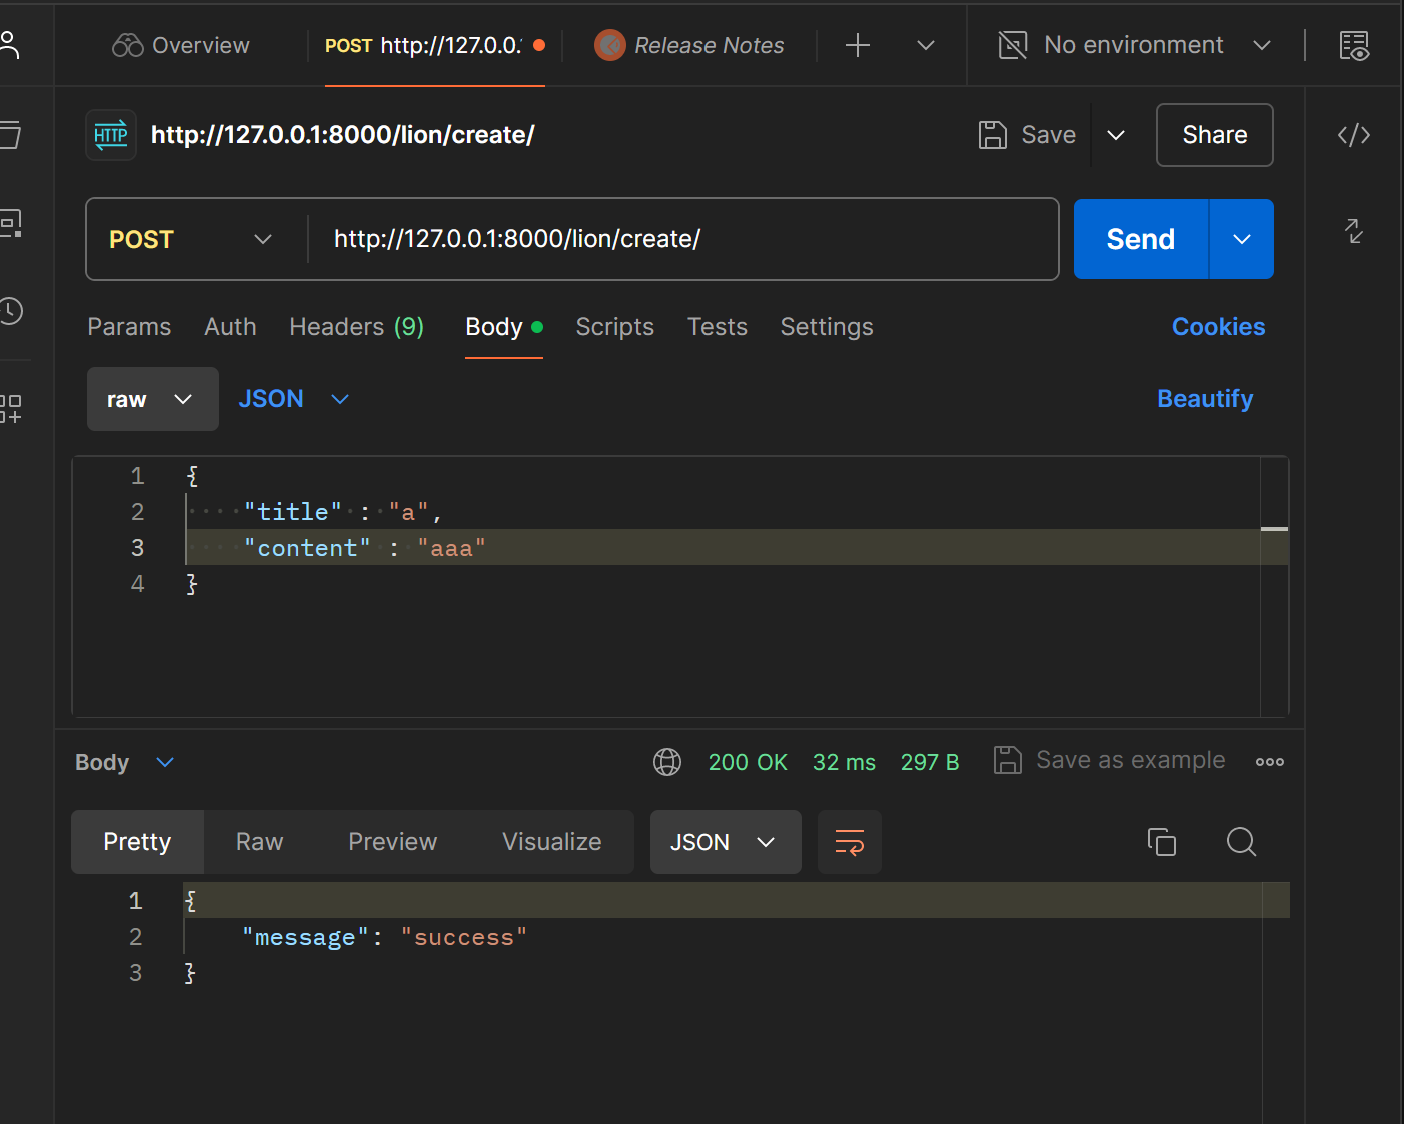 Overview
POST http://127.0.0.
Release Notes
No environment
HTTP
http://127.0.0.1:8000/lion/create/
Save
Share
POST
http://127.0.0.1:8000/lion/create/
Send
Params
Auth
Headers (9)
Body
Scripts
Tests
Settings
Cookies
raw
JSON
Beautify
1 {
2 "title" : "a",
3 "content" : "aaa"
4 }
Body
200 OK
32 ms
297 B
Save as example
Pretty
Raw
Preview
Visualize
JSON
1 {
2 "message": "success"
3 }